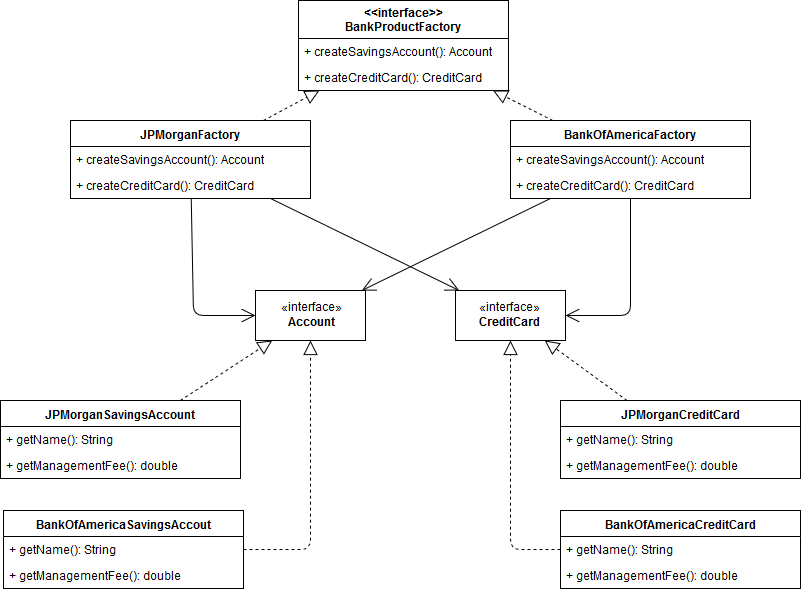 <<interface>>
BankProductFactory
+ createSavingsAccount(): Account
+ createCreditCard(): CreditCard
JPMorganFactory
+ createSavingsAccount(): Account
+ createCreditCard(): CreditCard
BankOfAmericaFactory
+ createSavingsAccount(): Account
+ createCreditCard(): CreditCard
«interface»
Account
«interface»
CreditCard
JPMorganSavingsAccount
+ getName(): String
+ getManagementFee(): double
JPMorganCreditCard
+ getName(): String
+ getManagementFee(): double
BankOfAmericaSavingsAccout
+ getName(): String
+ getManagementFee(): double
BankOfAmericaCreditCard
+ getName(): String
+ getManagementFee(): double